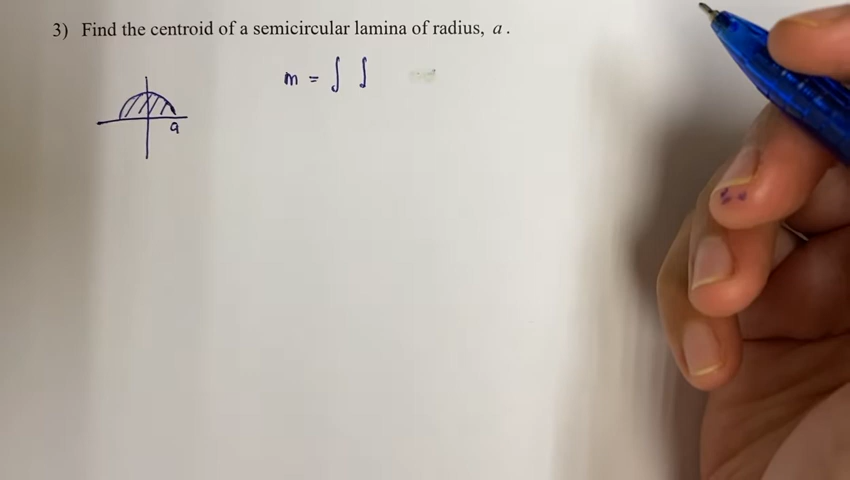 3) Find the centroid of a semicircular lamina of radius, a.
m = ∫ ∫
a